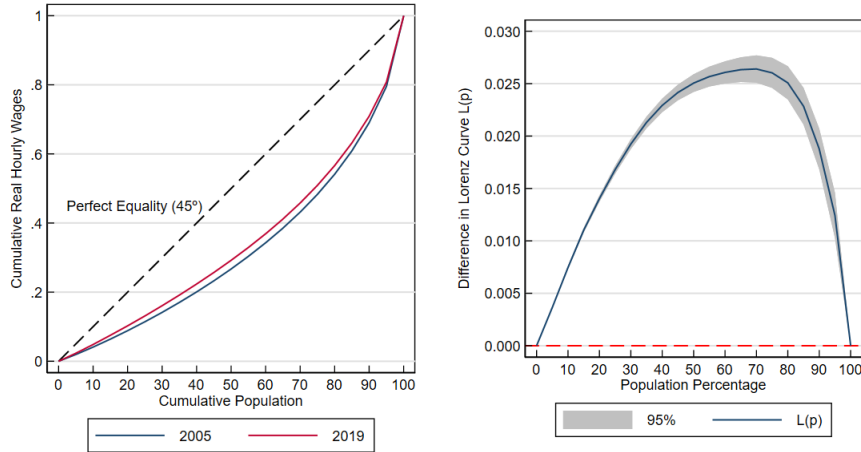 Cumulative Real Hourly Wages
1
.8
.6
.4
.2
0
Perfect Equality (45º)
0 10 20 30 40 50 60 70 80 90 100
Cumulative Population
2005 2019
Difference in Lorenz Curve L(p)
0.030
0.025
0.020
0.015
0.010
0.005
0.000
0 10 20 30 40 50 60 70 80 90 100
Population Percentage
95% L(p)